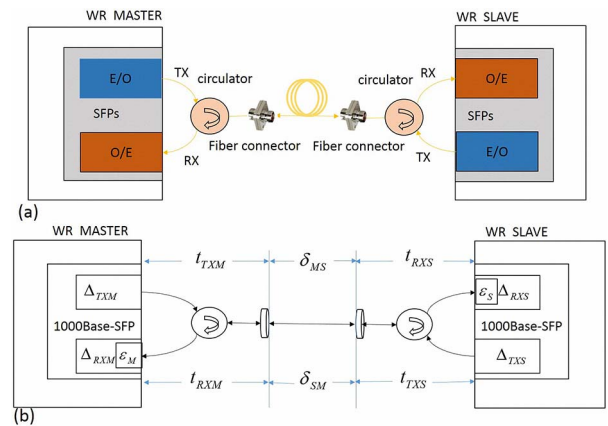 WR MASTER
WR SLAVE
E/O
TX
circulator
circulator
RX
O/E
SFPs
SFPs
O/E
RX
Fiber connector
Fiber connector
TX
E/O
(a)
WR MASTER
WR SLAVE
t_TXM
δ_MS
t_RXS
Δ_TXM
ε_S Δ_RXS
1000Base-SFP
1000Base-SFP
Δ_RXM ε_M
Δ_TXS
t_RXM
δ_SM
t_TXS
(b)